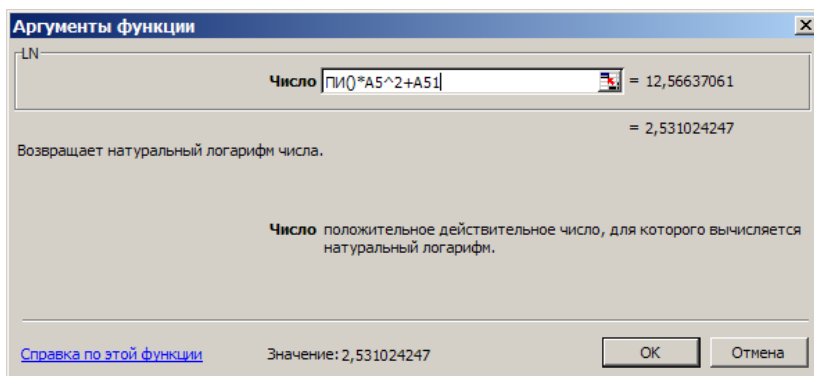 Аргументы функции
LN
Число ПИ()*A5^2+A51 = 12,56637061
= 2,531024247
Возвращает натуральный логарифм числа.
Число положительное действительное число, для которого вычисляется
натуральный логарифм.
Справка по этой функции Значение: 2,531024247 ОК Отмена